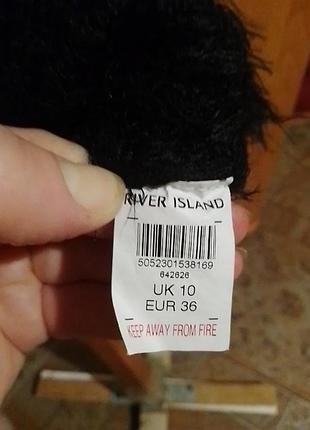 RIVER ISLAND
5052301538169
642626
UK 10
EUR 36
KEEP AWAY FROM FIRE